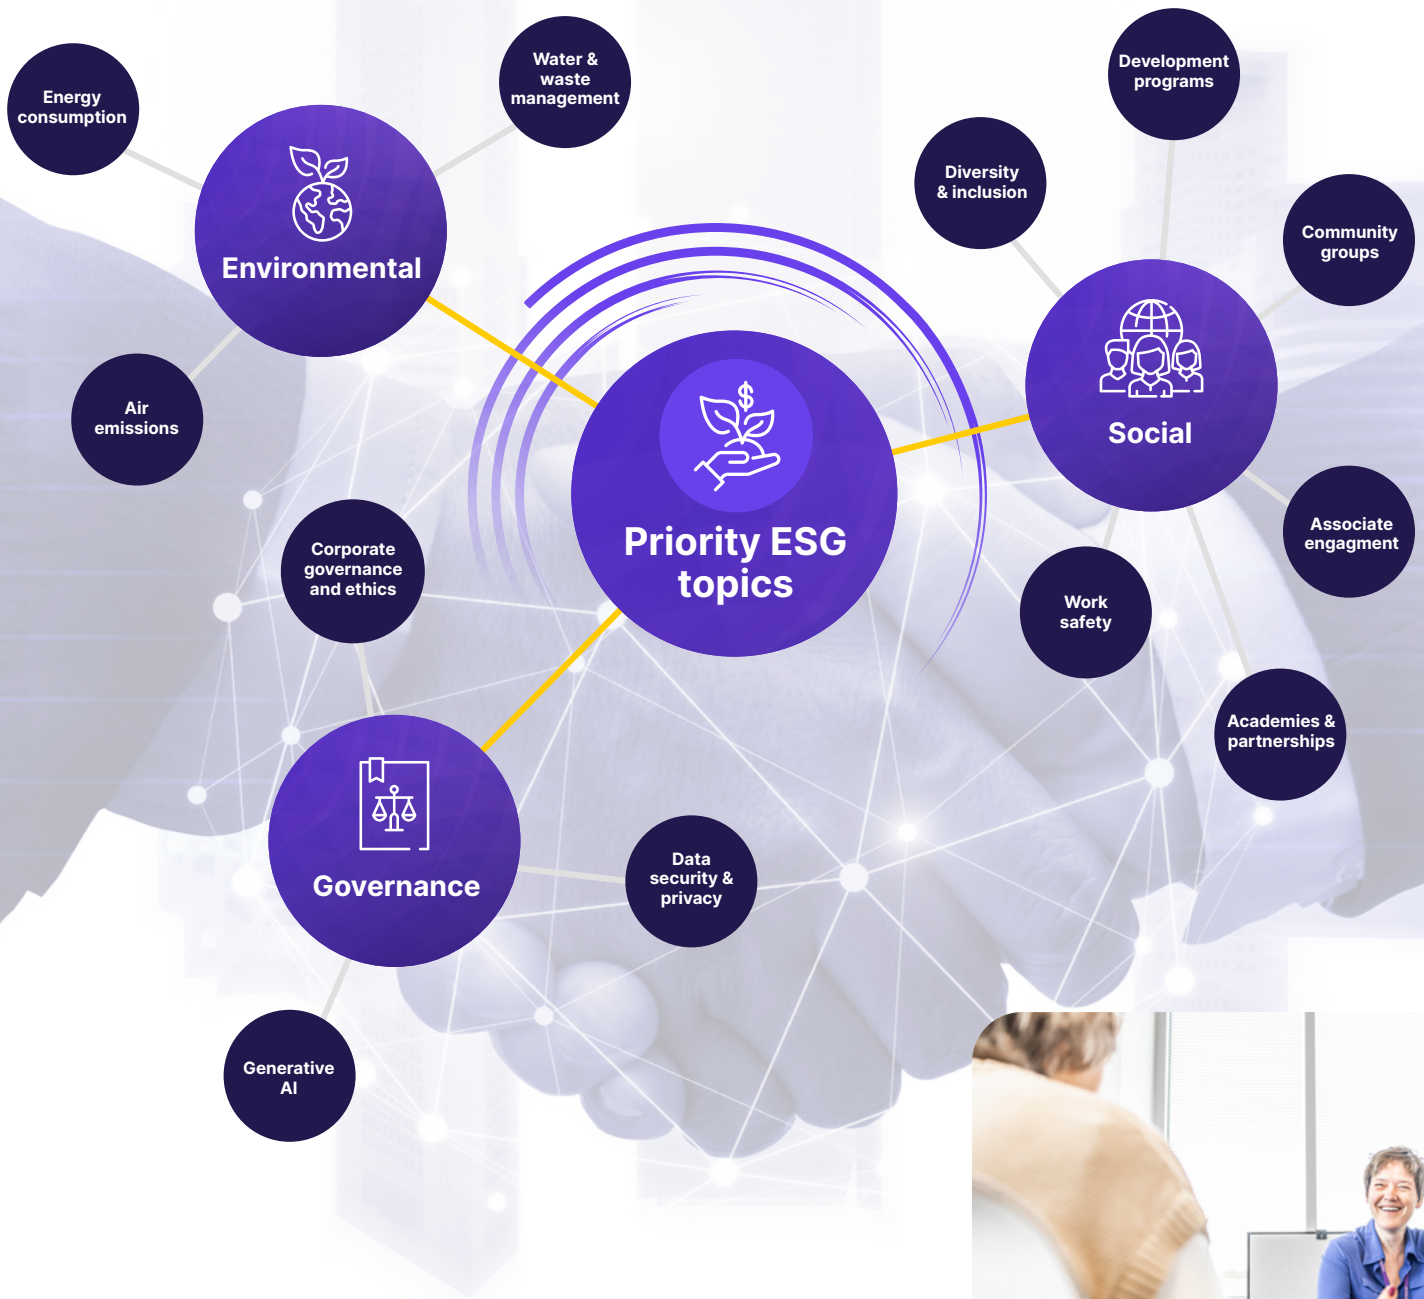 Energy
consumption
Water &
waste
management
Environmental
Air
emissions
Development
programs
Diversity
& inclusion
Community
groups
Social
Associate
engagment
Work
safety
Academies &
partnerships
Priority ESG
topics
Corporate
governance
and ethics
Governance
Data
security &
privacy
Generative
AI